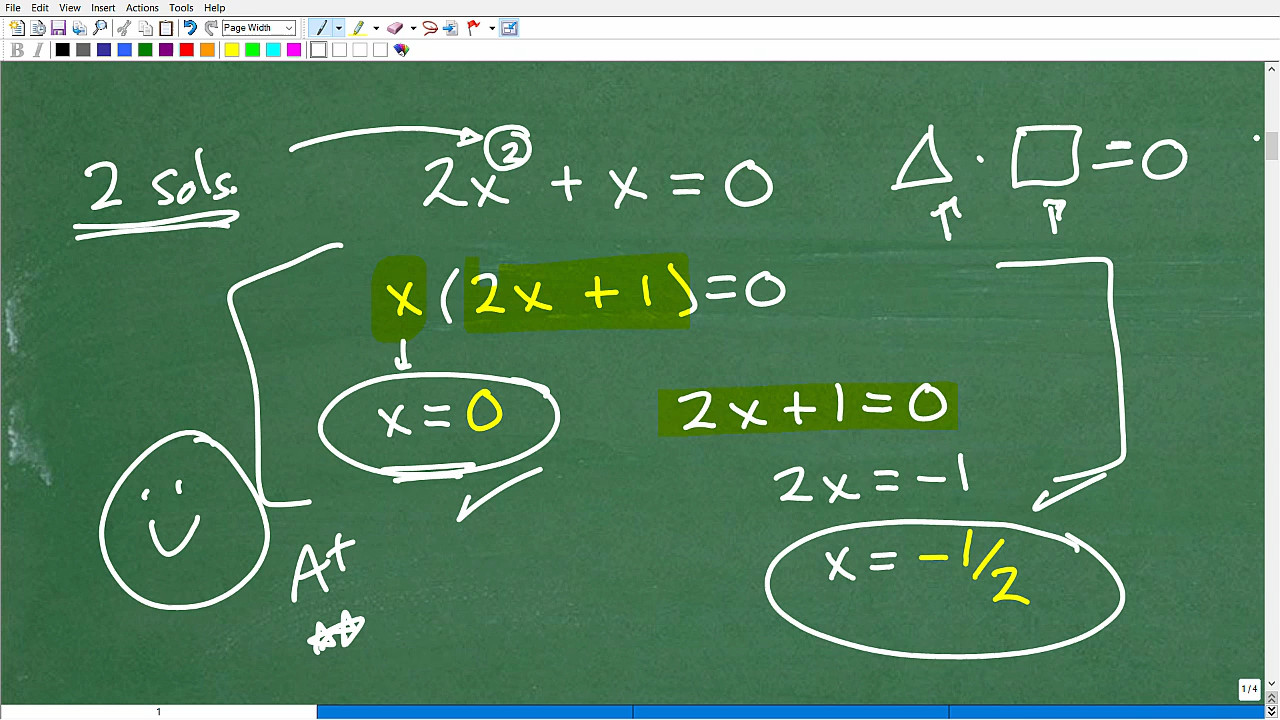 File Edit View Insert Actions Tools Help
Page Width
B I
2 sols.
2x² + x = 0
△ · □ = 0
x(2x + 1) = 0
x = 0
2x + 1 = 0
2x = -1
x = -1/2
A+
1/4
1